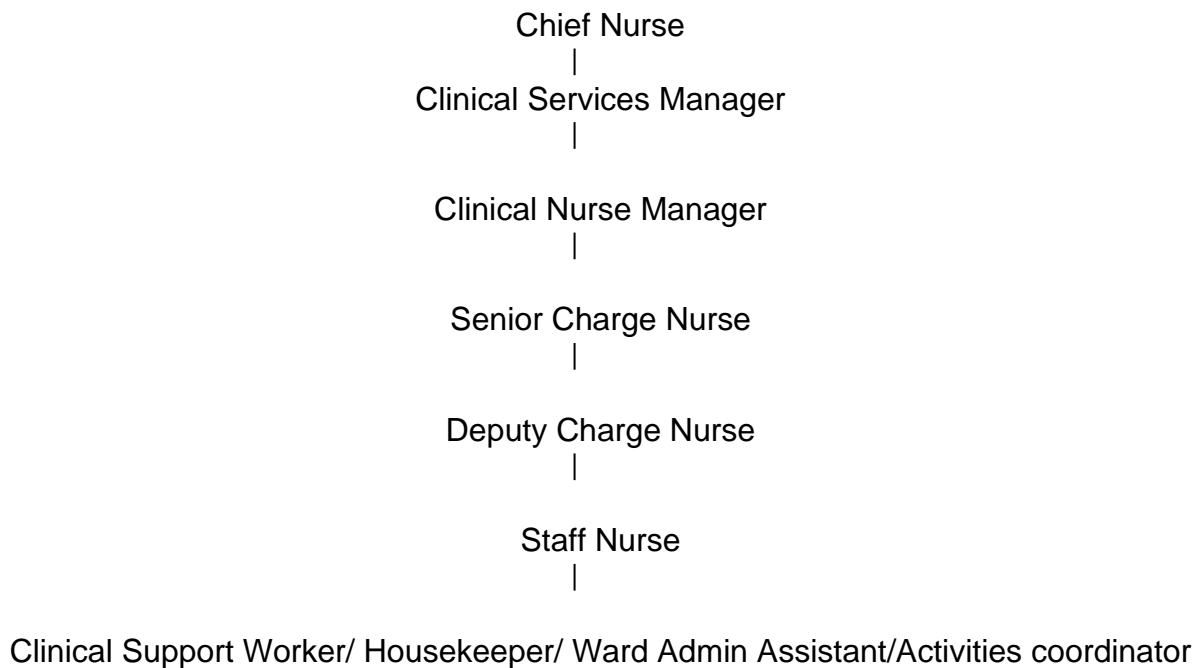 Chief Nurse
|
Clinical Services Manager
|
Clinical Nurse Manager
|
Senior Charge Nurse
|
Deputy Charge Nurse
|
Staff Nurse
|
Clinical Support Worker/ Housekeeper/ Ward Admin Assistant/Activities coordinator